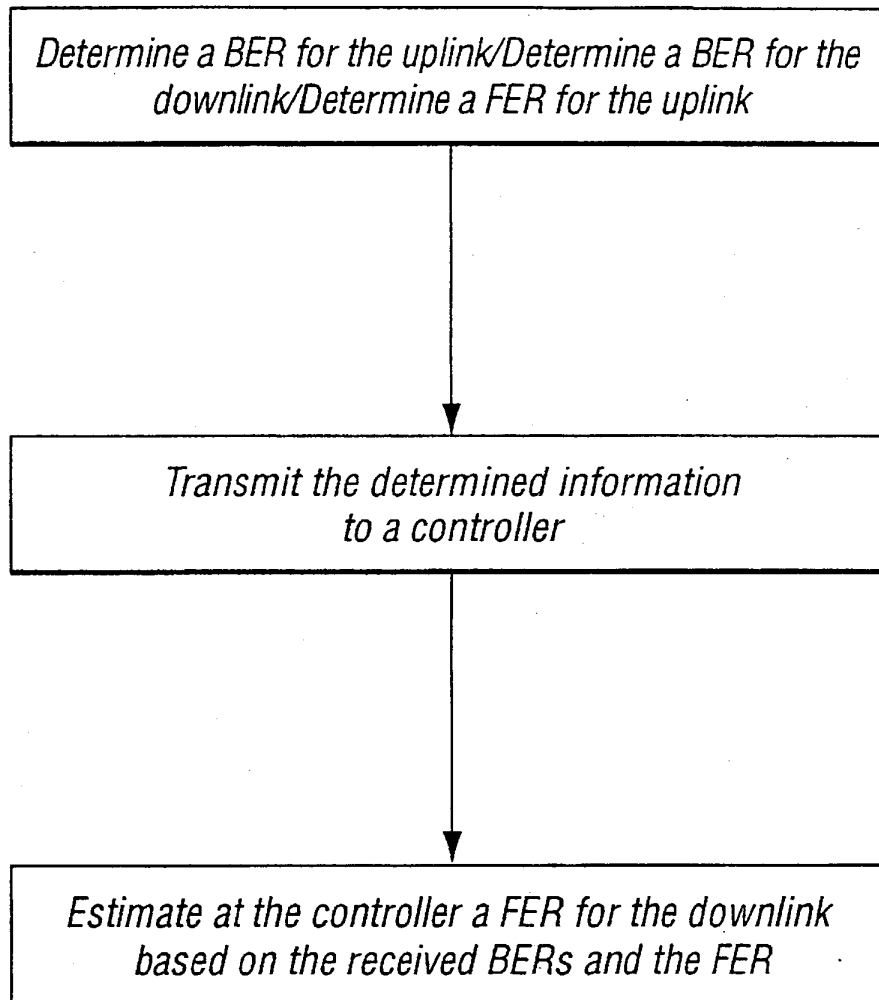 Determine a BER for the uplink/Determine a BER for the
downlink/Determine a FER for the uplink
Transmit the determined information
to a controller
Estimate at the controller a FER for the downlink
based on the received BERs and the FER